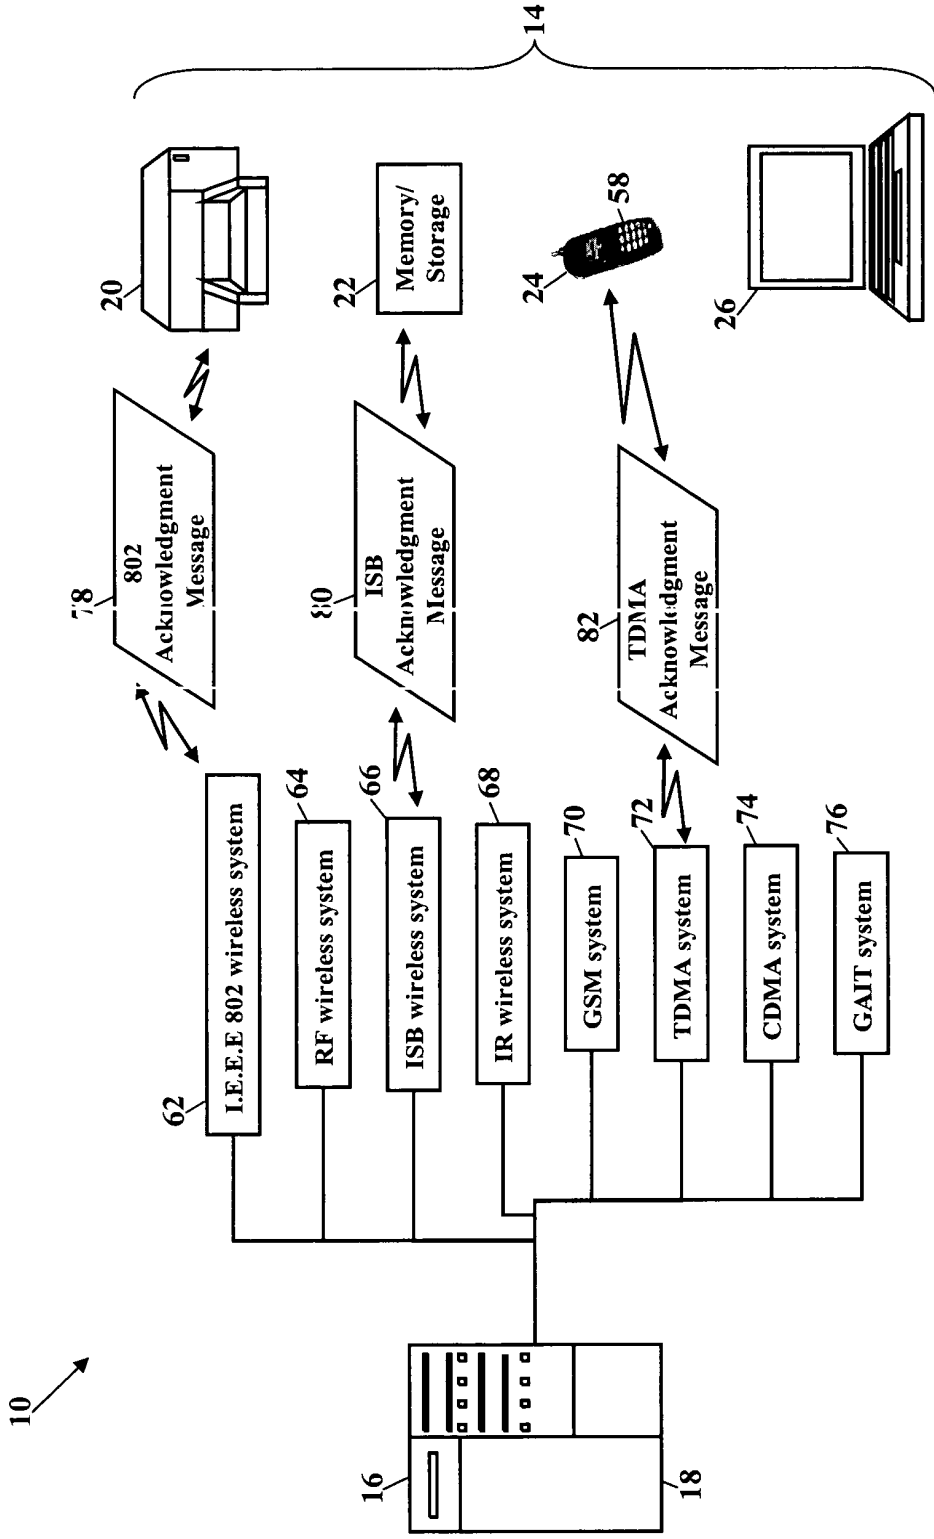 10
16
18
62
I.E.E.E 802 wireless system
64
RF wireless system
66
ISB wireless system
68
IR wireless system
70
GSM system
72
TDMA system
74
CDMA system
76
GAIT system
78
802
Acknowledgment
Message
80
ISB
Acknowledgment
Message
82
TDMA
Acknowledgment
Message
20
22
Memory/
Storage
24
58
26
14